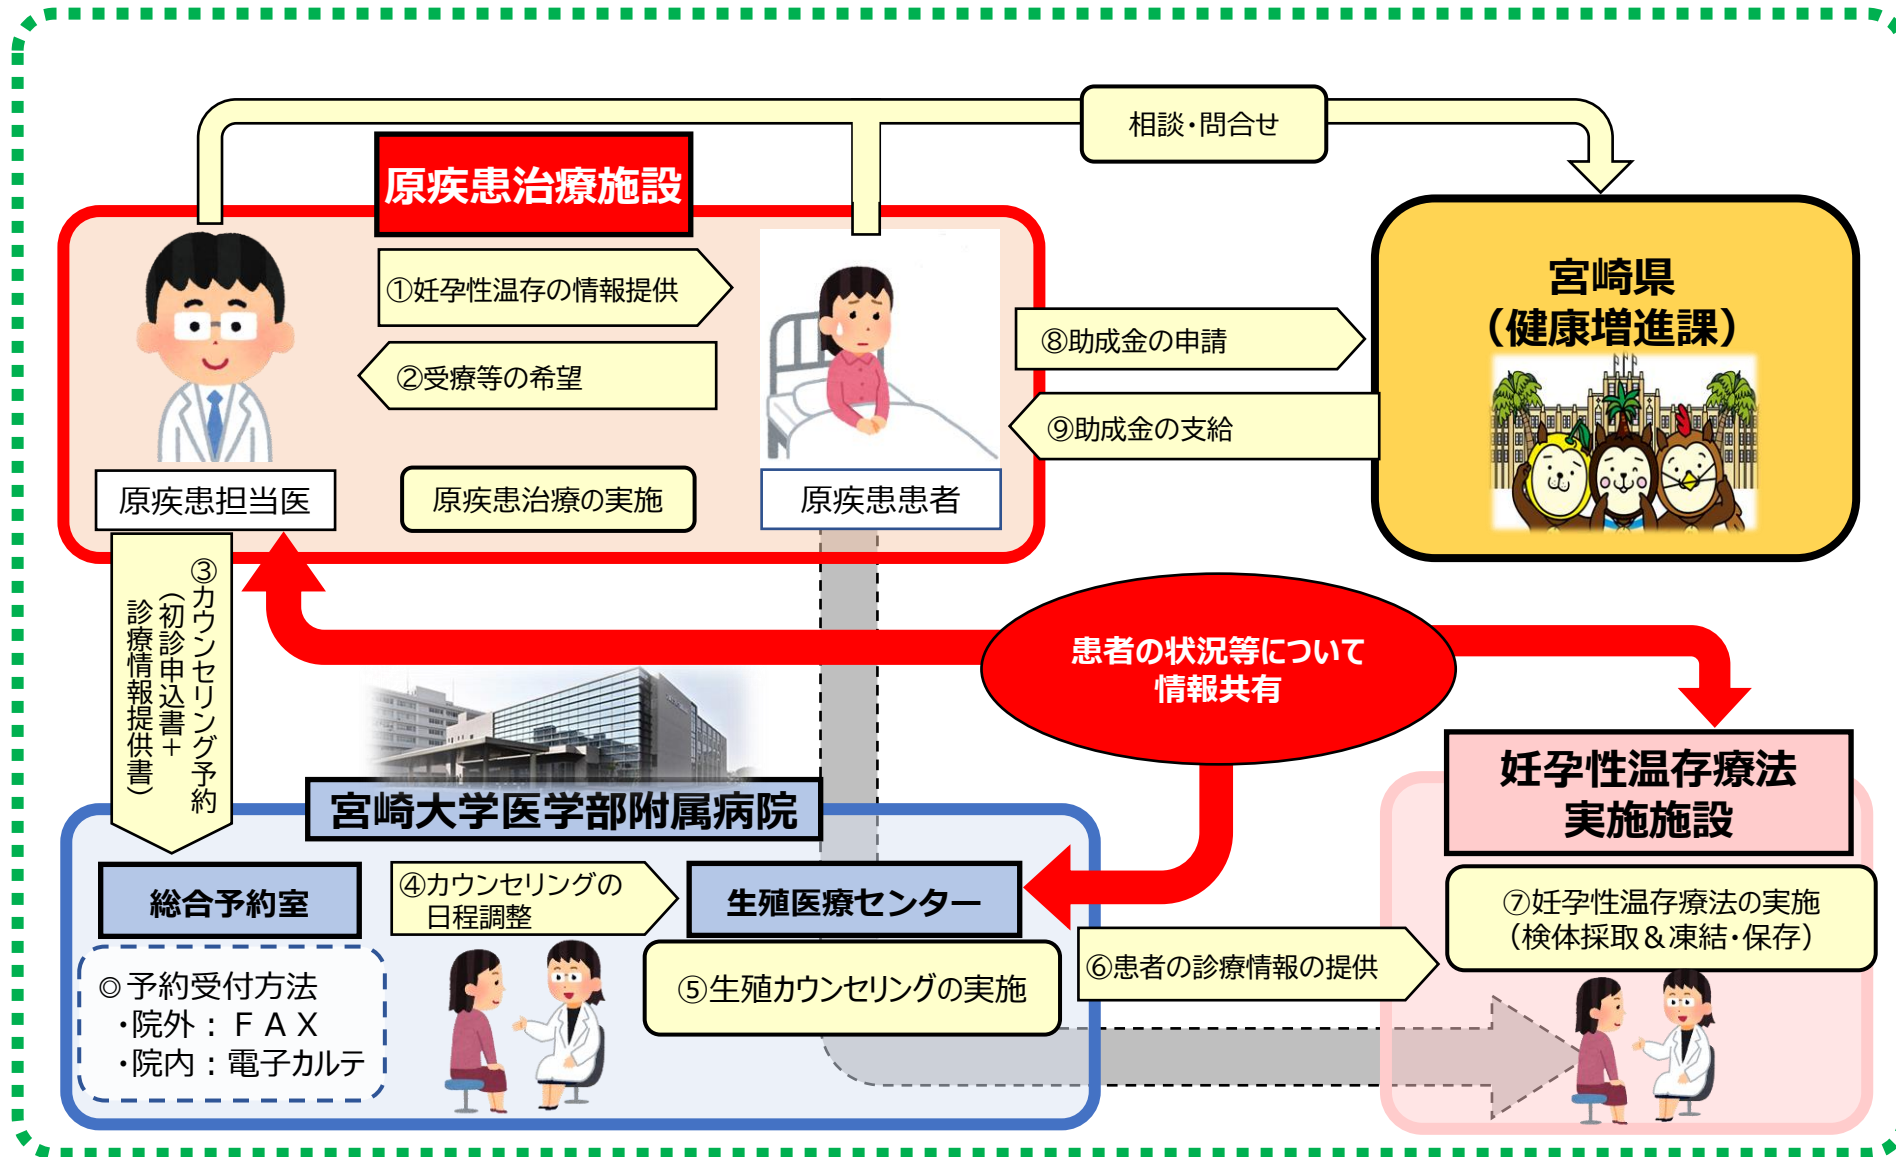 相談・問合せ
原疾患治療施設
①妊孕性温存の情報提供
②受療等の希望
原疾患担当医
原疾患治療の実施
原疾患患者
⑧助成金の申請
⑨助成金の支給
宮崎県
（健康増進課）
③カウンセリング予約
（初診申込書＋
診療情報提供書）
患者の状況等について
情報共有
宮崎大学医学部附属病院
総合予約室
④カウンセリングの
日程調整
生殖医療センター
◎予約受付方法
・院外：ＦＡＸ
・院内：電子カルテ
⑤生殖カウンセリングの実施
⑥患者の診療情報の提供
妊孕性温存療法
実施施設
⑦妊孕性温存療法の実施
（検体採取＆凍結・保存）